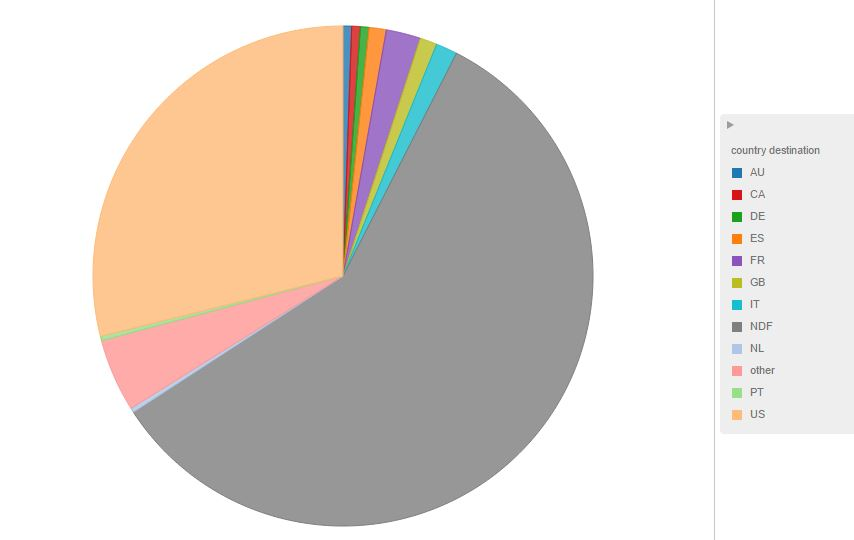 country destination
AU
CA
DE
ES
FR
GB
IT
NDF
NL
other
PT
US